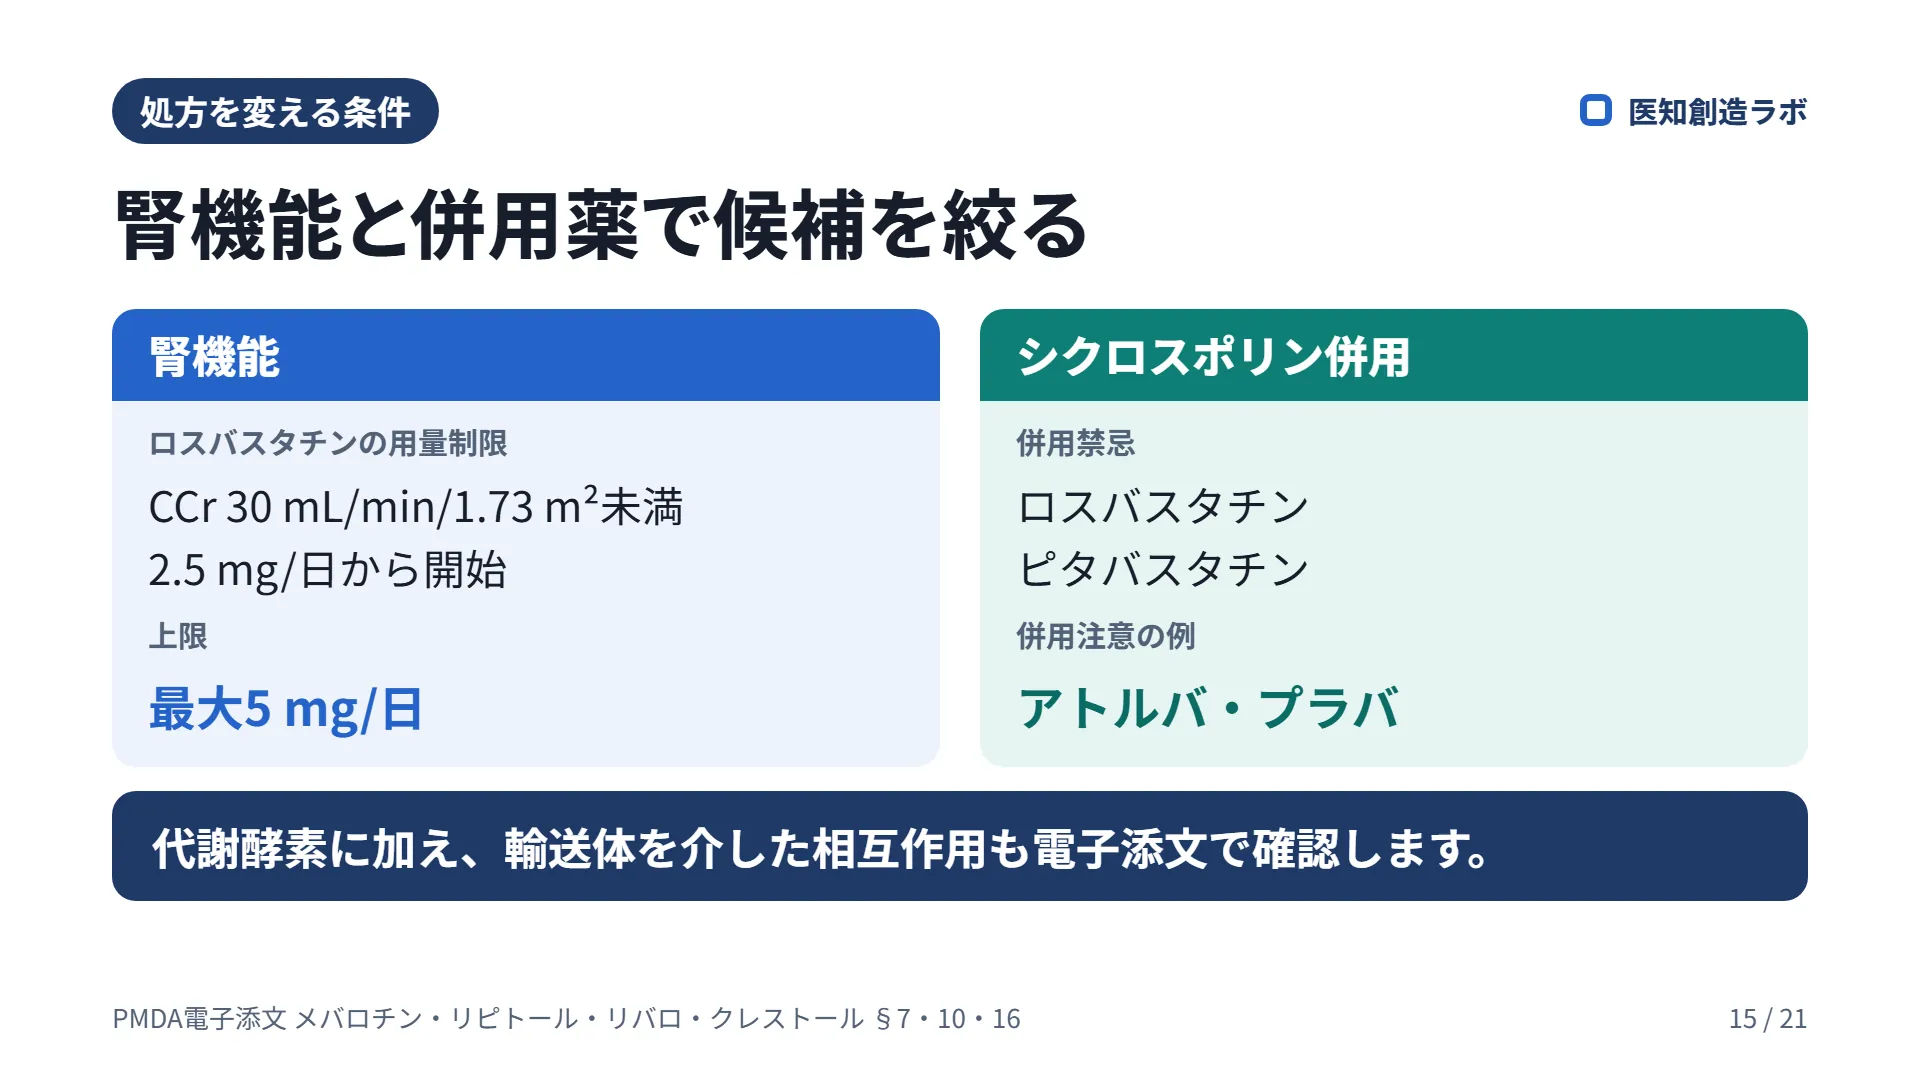 処方を変える条件
医知創造ラボ
腎機能と併用薬で候補を絞る
腎機能
ロスバスタチンの用量制限
CCr 30 mL/min/1.73 m²未満
2.5 mg/日から開始
上限
最大5 mg/日
シクロスポリン併用
併用禁忌
ロスバスタチン
ピタバスタチン
併用注意の例
アトルバ・プラバ
代謝酵素に加え、輸送体を介した相互作用も電子添文で確認します。
PMDA電子添文 メバロチン・リピトール・リバロ・クレストール §7・10・16
15 / 21